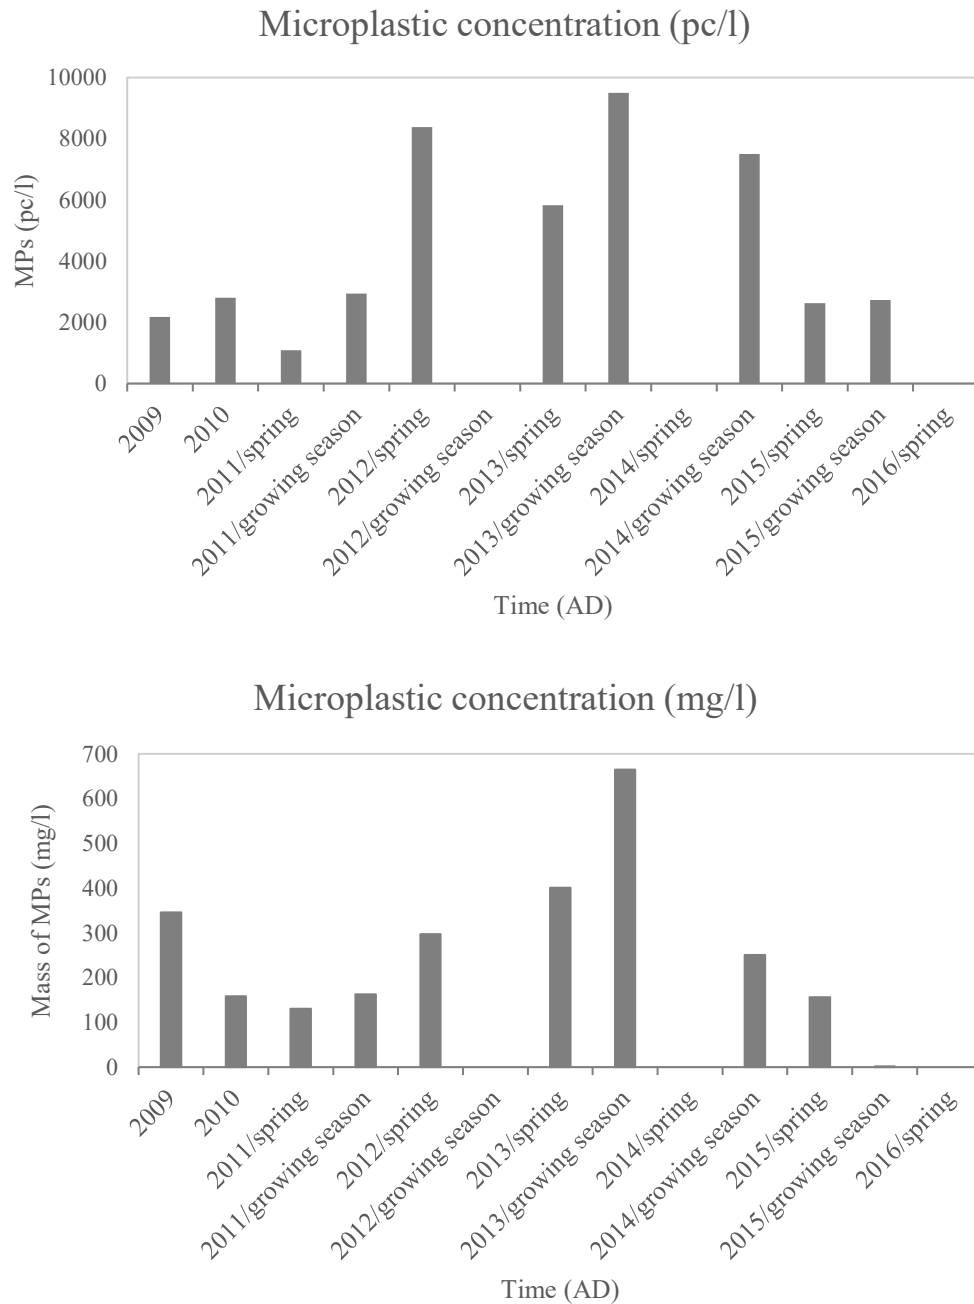 Microplastic concentration (pc/l)
10000
8000
6000
4000
2000
0
MPs (pc/l)
2009
2010
2011/spring
2011/growing season
2012/spring
2012/growing season
2013/spring
2013/growing season
2014/spring
2014/growing season
2015/spring
2015/growing season
2016/spring
Time (AD)
Microplastic concentration (mg/l)
700
600
500
400
300
200
100
0
Mass of MPs (mg/l)
2009
2010
2011/spring
2011/growing season
2012/spring
2012/growing season
2013/spring
2013/growing season
2014/spring
2014/growing season
2015/spring
2015/growing season
2016/spring
Time (AD)